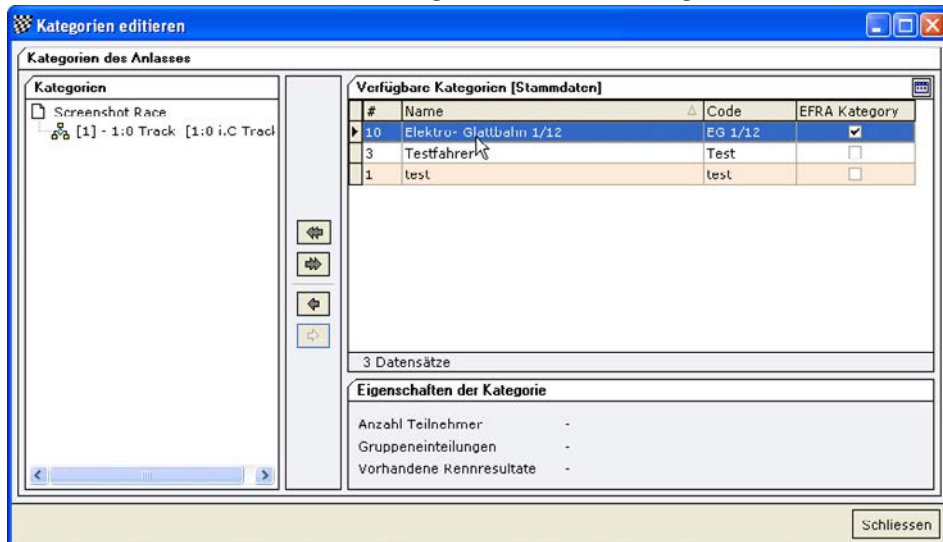 Kategorien editieren
Kategorien des Anlasses
Kategorien
Screenshot Race
[1] - 1:0 Track [1:0 i.C Track
Verfügbare Kategorien [Stammdaten]
# Name Code EFRA Kategory
10 Elektro- Glattbahn 1/12 EG 1/12
3 Testfahrer Test
1 test test
3 Datensätze
Eigenschaften der Kategorie
Anzahl Teilnehmer -
Gruppeneinteilungen -
Vorhandene Rennresultate -
Schliessen